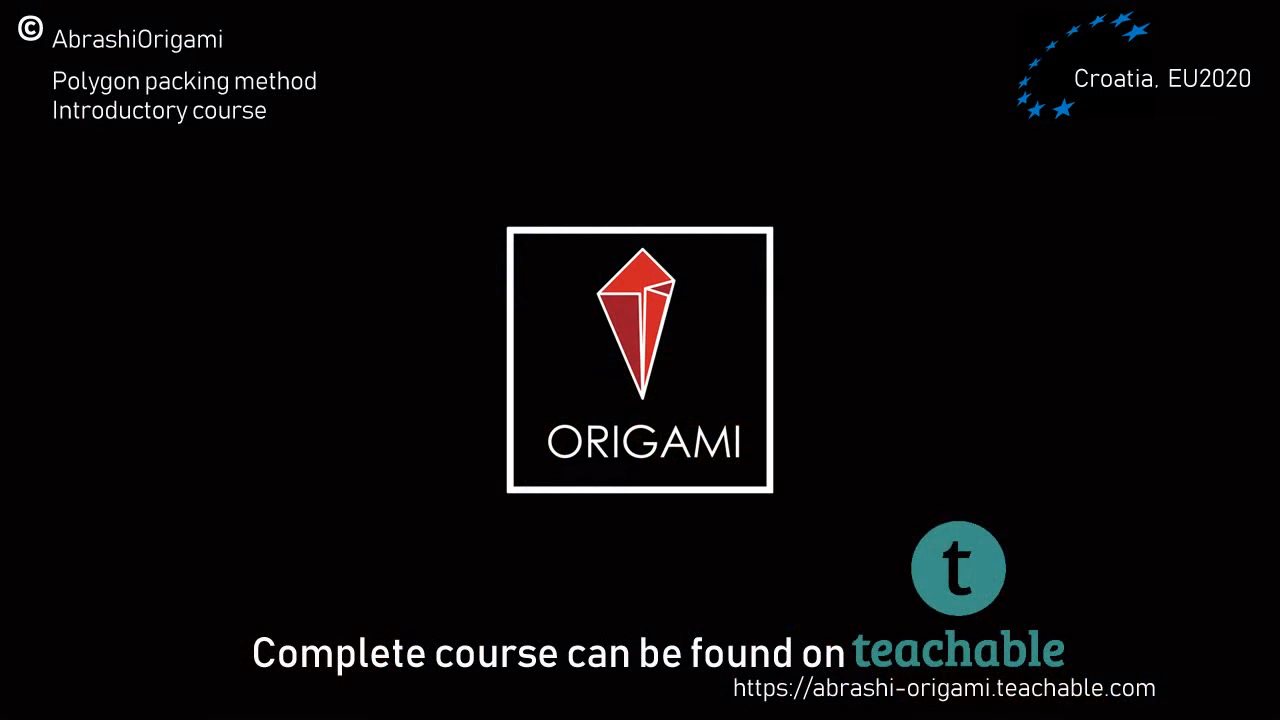 © AbrashiOrigami
Polygon packing method
Introductory course
Croatia, EU2020
ORIGAMI
t
Complete course can be found on teachable
https://abrashi-origami.teachable.com